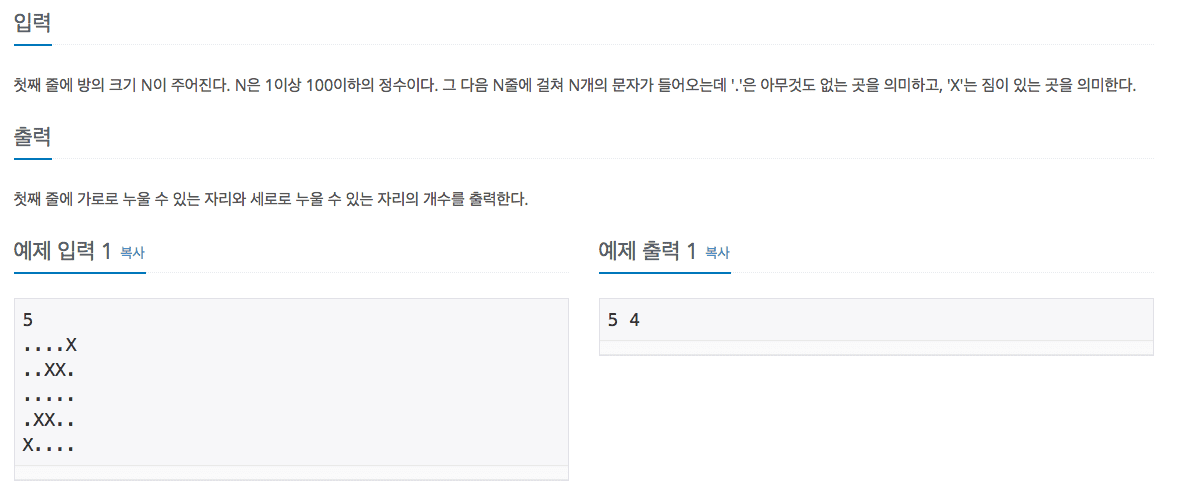 입력
첫째 줄에 방의 크기 N이 주어진다. N은 1이상 100이하의 정수이다. 그 다음 N줄에 걸쳐 N개의 문자가 들어오는데 '.'은 아무것도 없는 곳을 의미하고, 'X'는 짐이 있는 곳을 의미한다.
출력
첫째 줄에 가로로 누울 수 있는 자리와 세로로 누울 수 있는 자리의 개수를 출력한다.
예제 입력 1 복사
5
....X
..XX.
.....
.XX..
X....
예제 출력 1 복사
5 4